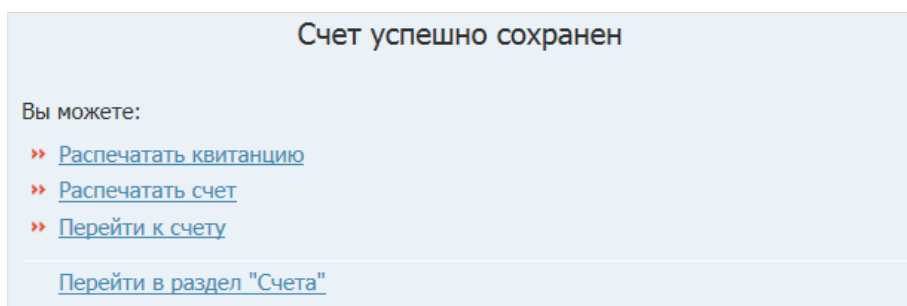 Счет успешно сохранен
Вы можете:
Распечатать квитанцию
Распечатать счет
Перейти к счету
Перейти в раздел "Счета"